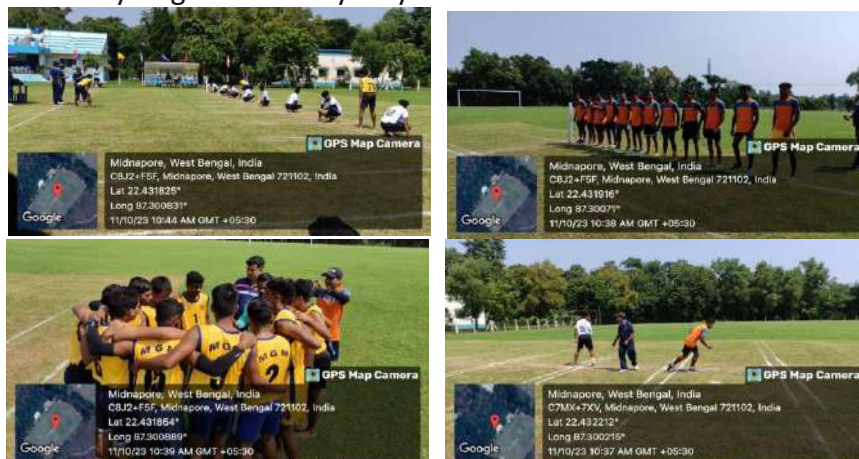 GPS Map Camera
Midnapore, West Bengal, India
C8J2+F5F, Midnapore, West Bengal 721102, India
Lat 22.431825°
Long 87.300831°
11/10/23 10:44 AM GMT +05:30
Google
GPS Map Camera
Midnapore, West Bengal, India
C8J2+F5F, Midnapore, West Bengal 721102, India
Lat 22.431916°
Long 87.30071°
11/10/23 10:38 AM GMT +05:30
Google
M G M
M G M
2
GPS Map Camera
Midnapore, West Bengal, India
C8J2+F5F, Midnapore, West Bengal 721102, India
Lat 22.431854°
Long 87.300889°
11/10/23 10:39 AM GMT +05:30
Google
GPS Map Camera
Midnapore, West Bengal, India
C7MX+7XV, Midnapore, West Bengal 721102, India
Lat 22.432212°
Long 87.300215°
11/10/23 10:37 AM GMT +05:30
Google